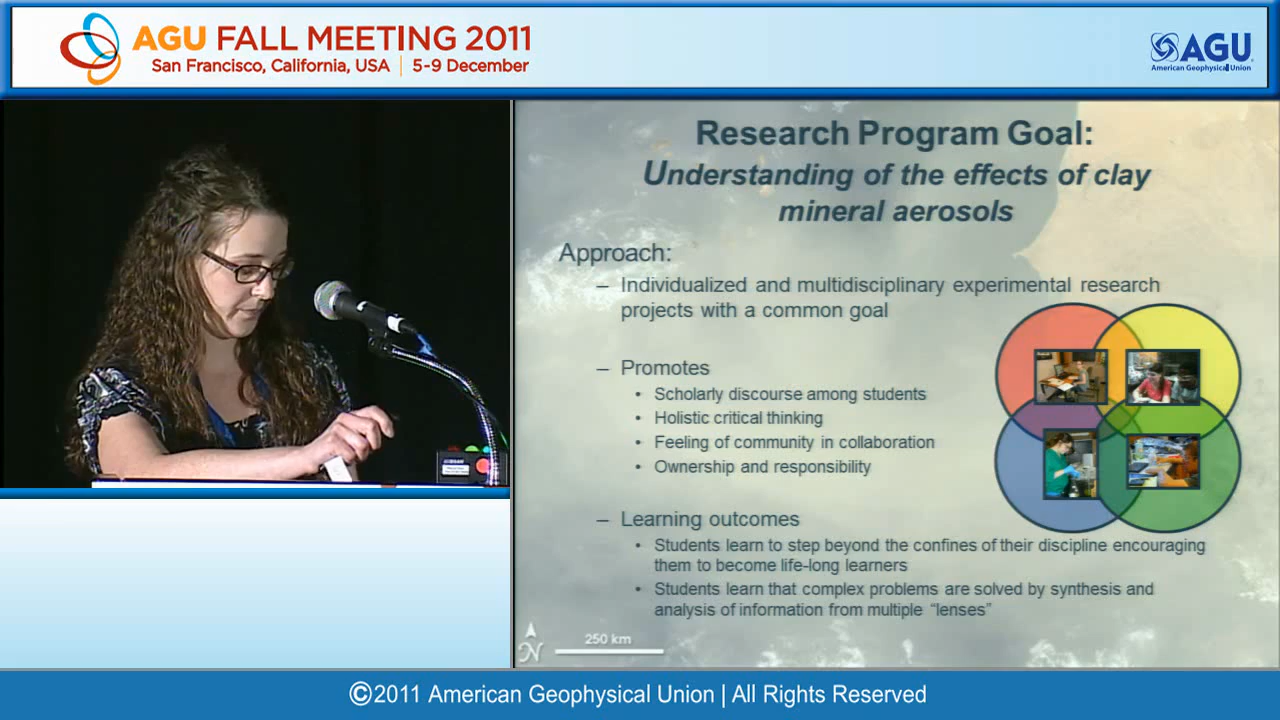 AGU FALL MEETING 2011
San Francisco, California, USA | 5-9 December
AGU
American Geophysical Union
Research Program Goal:
Understanding of the effects of clay
mineral aerosols
Approach:
– Individualized and multidisciplinary experimental research
projects with a common goal
– Promotes
• Scholarly discourse among students
• Holistic critical thinking
• Feeling of community in collaboration
• Ownership and responsibility
– Learning outcomes
• Students learn to step beyond the confines of their discipline encouraging
them to become life-long learners
• Students learn that complex problems are solved by synthesis and
analysis of information from multiple “lenses”
N
250 km
©2011 American Geophysical Union | All Rights Reserved